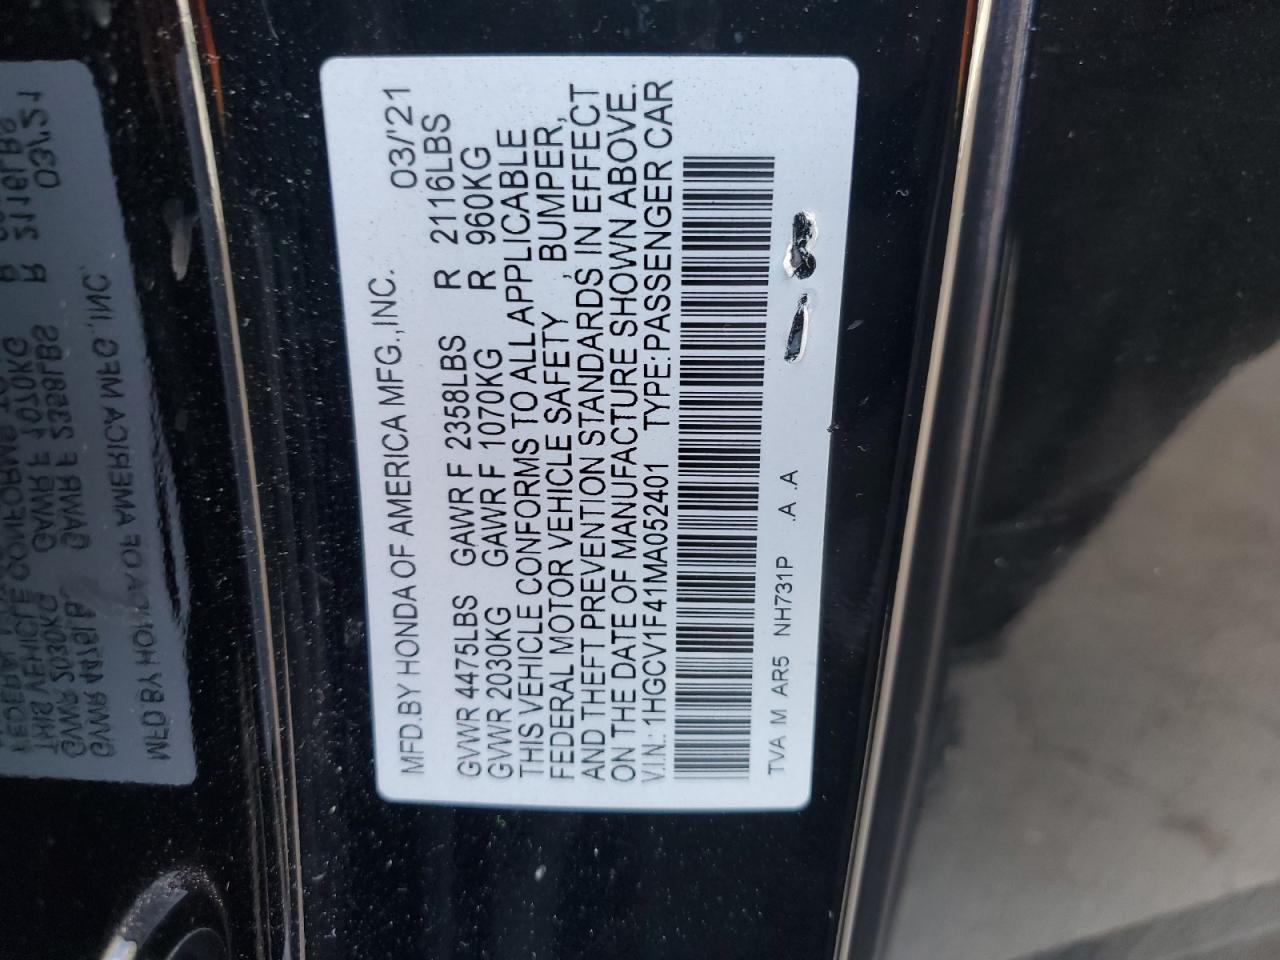 MFD.BY HONDA OF AMERICA MFG.,INC. 03/'21
GVWR 4475LBS GAWR F 2358LBS R 2116LBS
GVWR 2030KG GAWR F 1070KG R 960KG
THIS VEHICLE CONFORMS TO ALL APPLICABLE
FEDERAL MOTOR VEHICLE SAFETY , BUMPER,
AND THEFT PREVENTION STANDARDS IN EFFECT
ON THE DATE OF MANUFACTURE SHOWN ABOVE.
V.I.N.: 1HGCV1F41MA052401 TYPE:PASSENGER CAR
TVA M AR5 NH731P .A .A